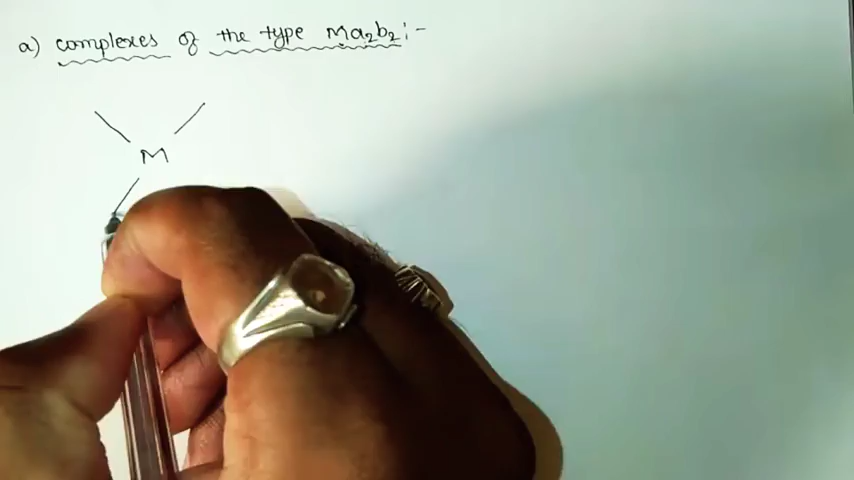 a) complexes of the type Ma₂b₂:-
M